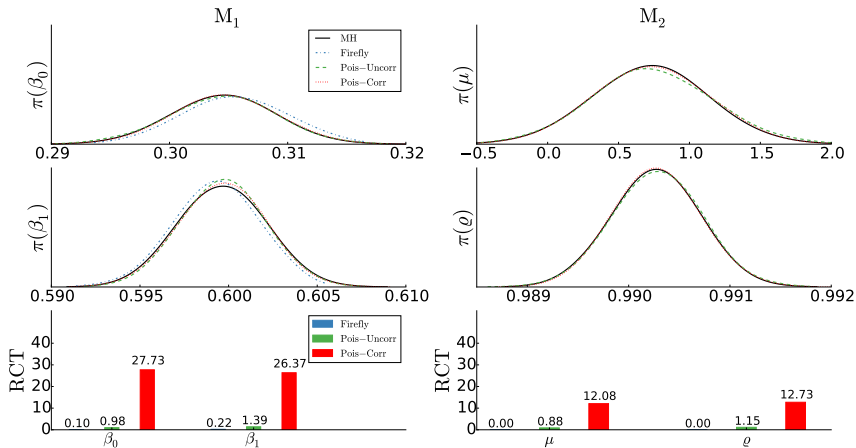 M₁
M₂
π(β₀)
MH
Firefly
Pois−Uncorr
Pois−Corr
0.29 0.30 0.31 0.32
π(μ)
−0.5 0.0 0.5 1.0 1.5 2.0
π(β₁)
0.590 0.595 0.600 0.605 0.610
π(ϱ)
0.989 0.990 0.991 0.992
RCT
40
30
20
10
0
Firefly
Pois−Uncorr
Pois−Corr
0.10 0.98 27.73 0.22 1.39 26.37
β₀ β₁
RCT
40
30
20
10
0
0.00 0.88 12.08 0.00 1.15 12.73
μ ϱ